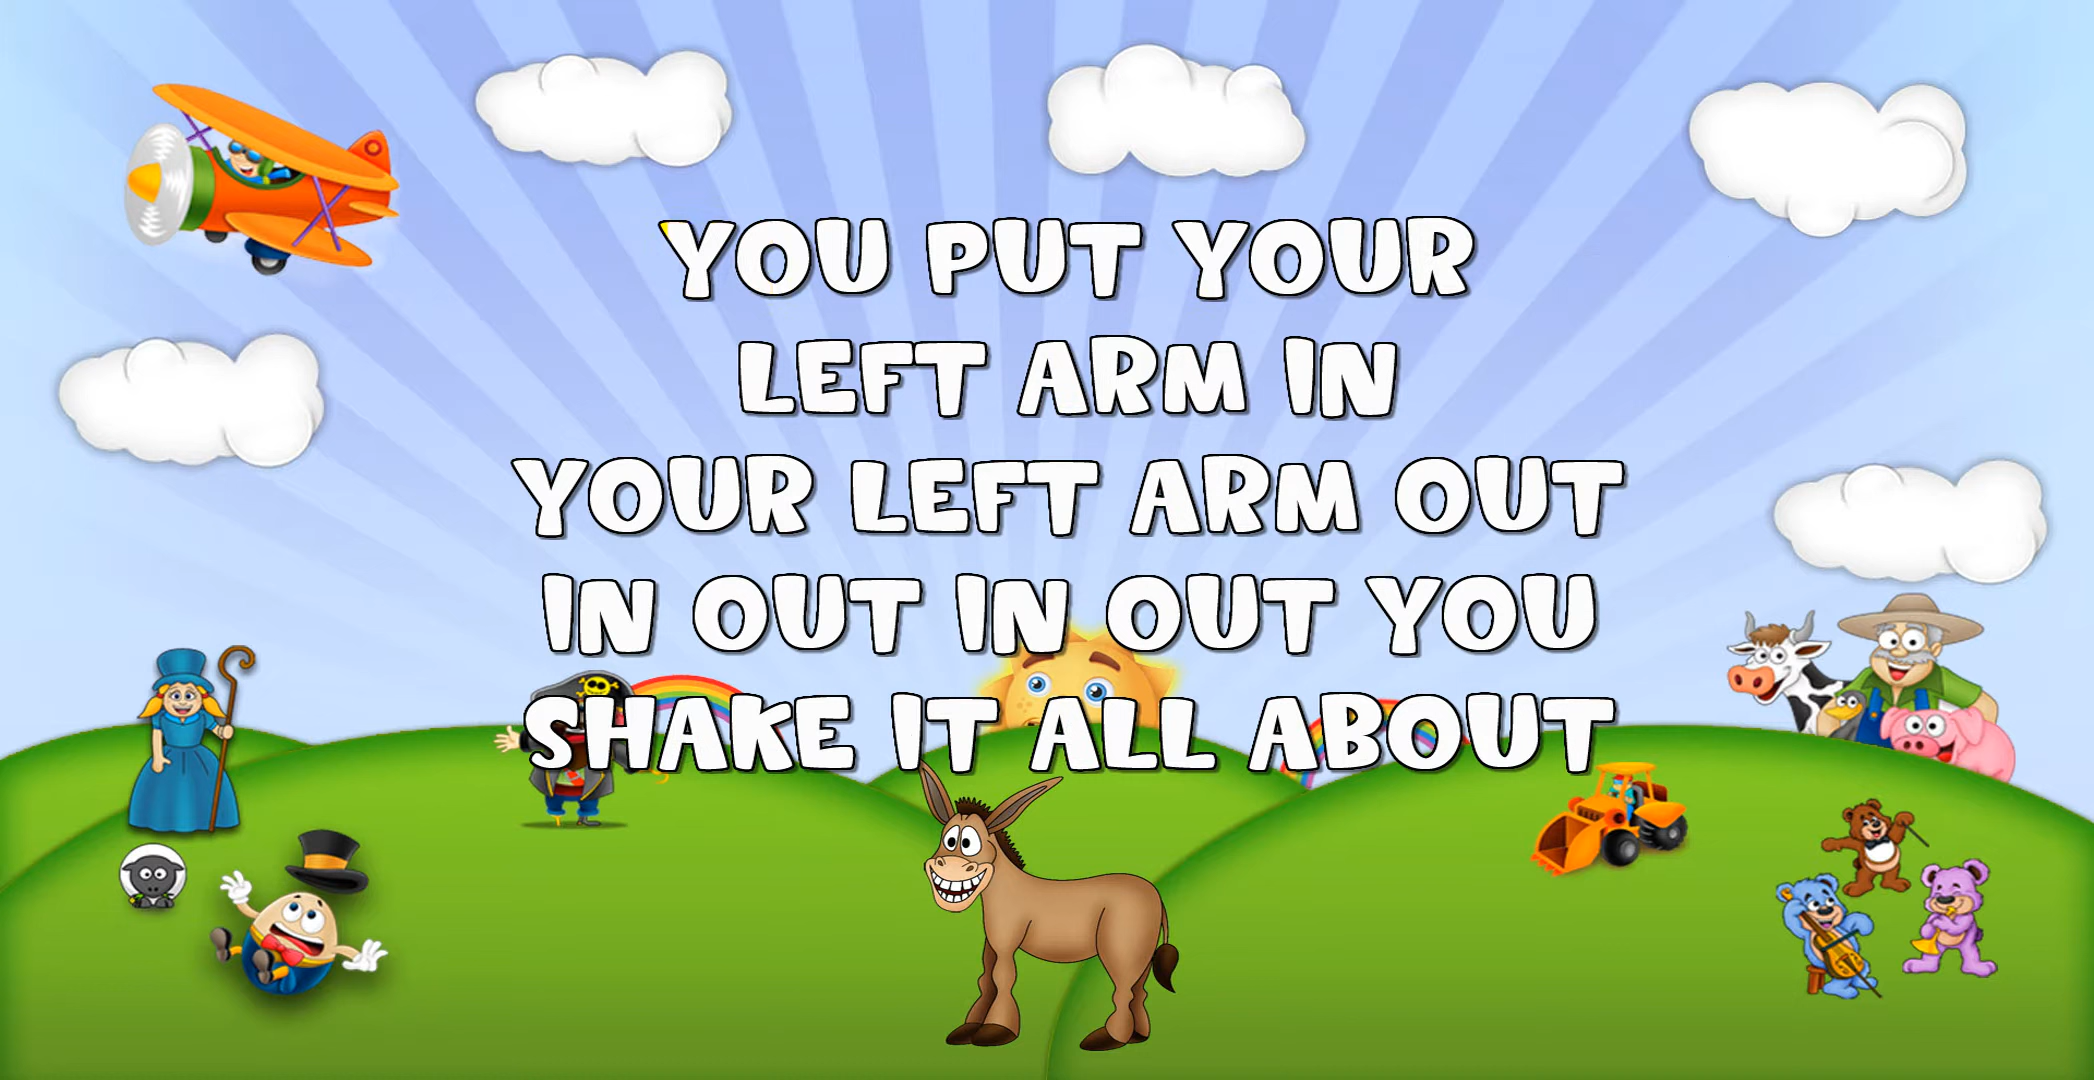 YOU PUT YOUR
LEFT ARM IN
YOUR LEFT ARM OUT
IN OUT IN OUT YOU
SHAKE IT ALL ABOUT